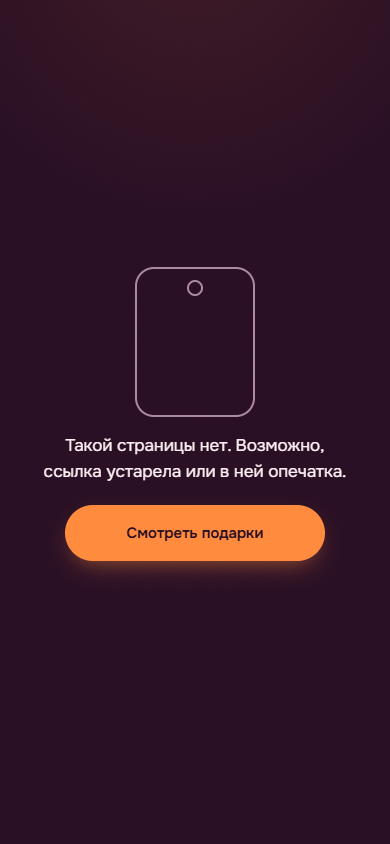 Такой страницы нет. Возможно,
ссылка устарела или в ней опечатка.
Смотреть подарки